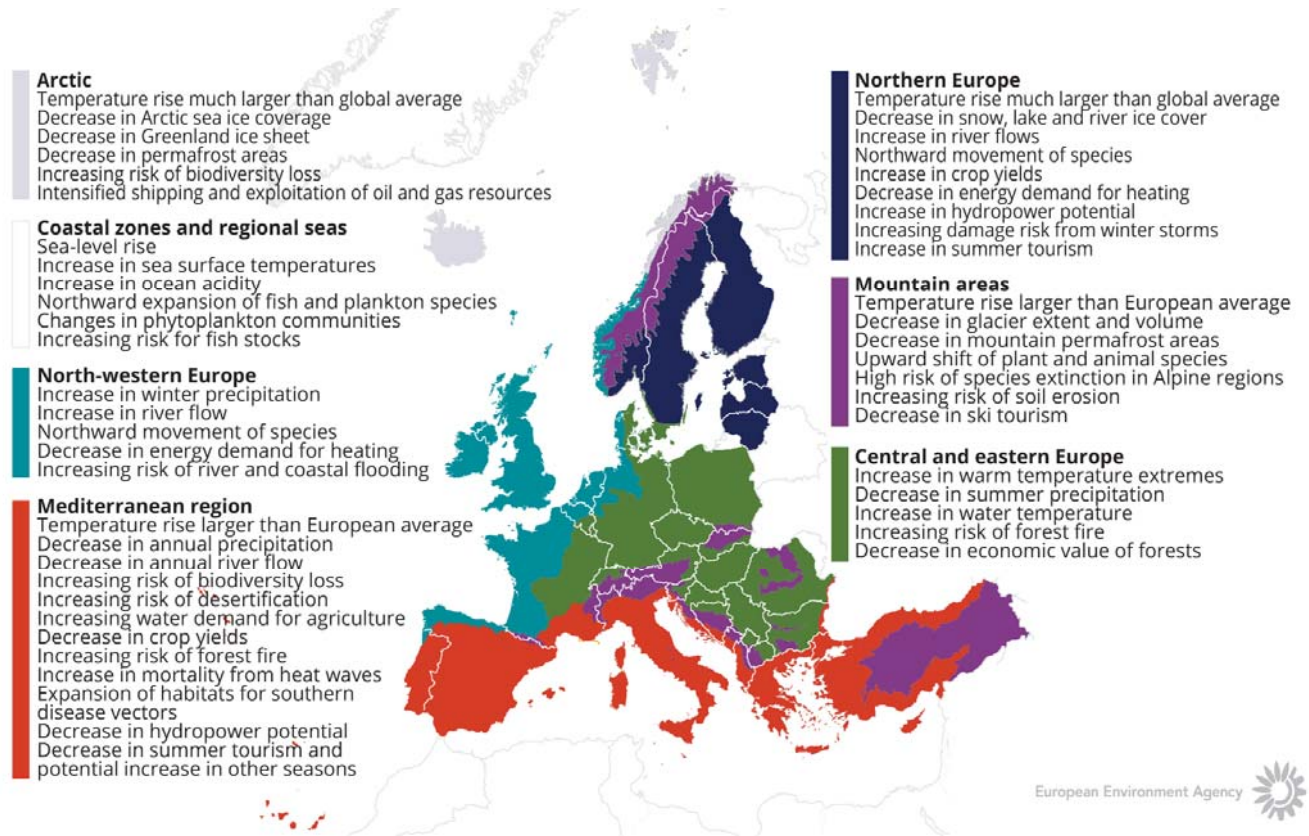 Arctic
Temperature rise much larger than global average
Decrease in Arctic sea ice coverage
Decrease in Greenland ice sheet
Decrease in permafrost areas
Increasing risk of biodiversity loss
Intensified shipping and exploitation of oil and gas resources
Coastal zones and regional seas
Sea-level rise
Increase in sea surface temperatures
Increase in ocean acidity
Northward expansion of fish and plankton species
Changes in phytoplankton communities
Increasing risk for fish stocks
North-western Europe
Increase in winter precipitation
Increase in river flow
Northward movement of species
Decrease in energy demand for heating
Increasing risk of river and coastal flooding
Mediterranean region
Temperature rise larger than European average
Decrease in annual precipitation
Decrease in annual river flow
Increasing risk of biodiversity loss
Increasing risk of desertification
Increasing water demand for agriculture
Decrease in crop yields
Increasing risk of forest fire
Increase in mortality from heat waves
Expansion of habitats for southern
disease vectors
Decrease in hydropower potential
Decrease in summer tourism and
potential increase in other seasons
Northern Europe
Temperature rise much larger than global average
Decrease in snow, lake and river ice cover
Increase in river flows
Northward movement of species
Increase in crop yields
Decrease in energy demand for heating
Increase in hydropower potential
Increasing damage risk from winter storms
Increase in summer tourism
Mountain areas
Temperature rise larger than European average
Decrease in glacier extent and volume
Decrease in mountain permafrost areas
Upward shift of plant and animal species
High risk of species extinction in Alpine regions
Increasing risk of soil erosion
Decrease in ski tourism
Central and eastern Europe
Increase in warm temperature extremes
Decrease in summer precipitation
Increase in water temperature
Increasing risk of forest fire
Decrease in economic value of forests
European Environment Agency